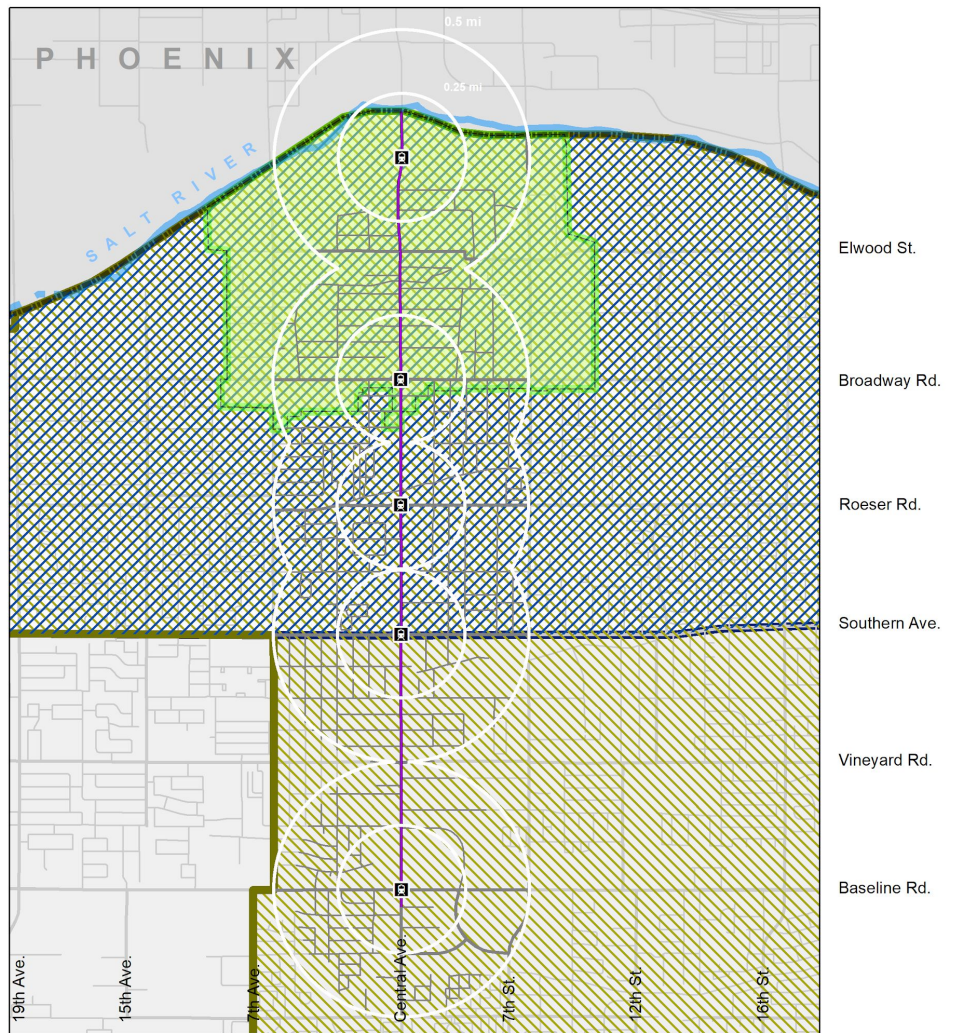 0.5 mi
P H O E N I X
0.25 mi
SALT RIVER
Elwood St.
Broadway Rd.
Roeser Rd.
Southern Ave.
Vineyard Rd.
Baseline Rd.
19th Ave.
15th Ave.
7th Ave.
Central Ave.
7th St.
12th St.
16th St.